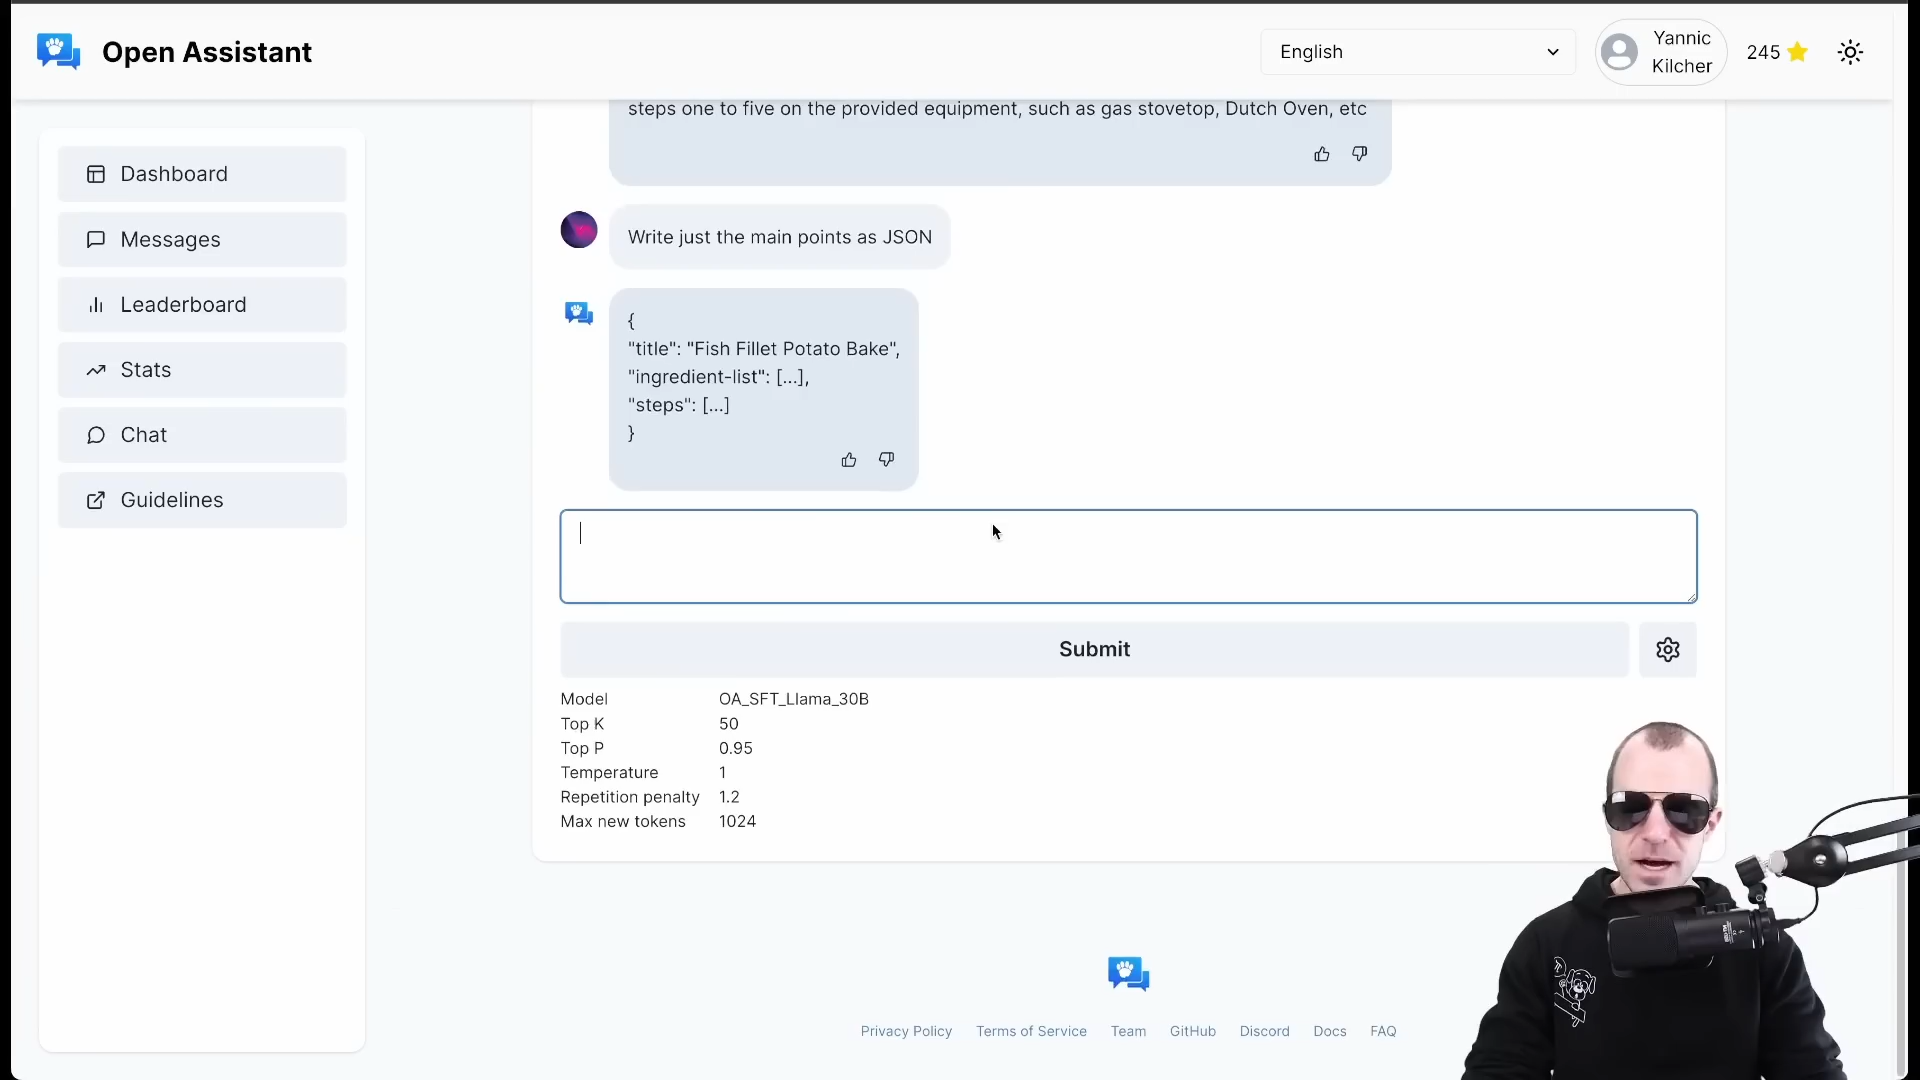 Open Assistant
English
Yannic
Kilcher
245
Dashboard
Messages
Leaderboard
Stats
Chat
Guidelines
steps one to five on the provided equipment, such as gas stovetop, Dutch Oven, etc
Write just the main points as JSON
{
"title": "Fish Fillet Potato Bake",
"ingredient-list": [...],
"steps": [...]
}
Submit
Model OA_SFT_Llama_30B
Top K 50
Top P 0.95
Temperature 1
Repetition penalty 1.2
Max new tokens 1024
Privacy Policy Terms of Service Team GitHub Discord Docs FAQ